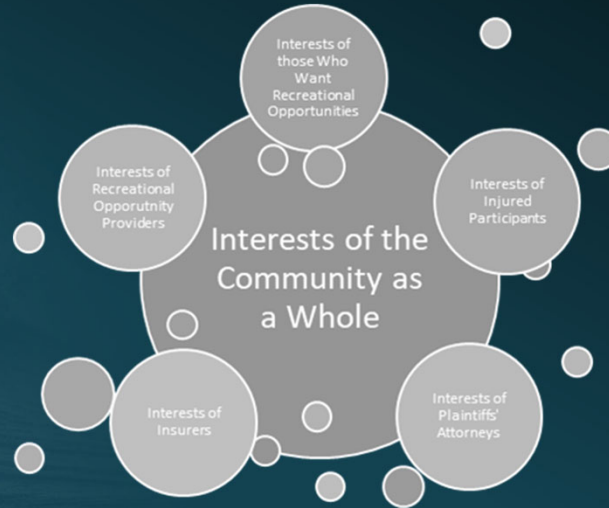 Interests of
those Who
Want
Recreational
Opportunities
Interests of
Recreational
Opporutnity
Providers
Interests of
Injured
Participants
Interests of the
Community as
a Whole
Interests of
Insurers
Interests of
Plaintiffs'
Attorneys